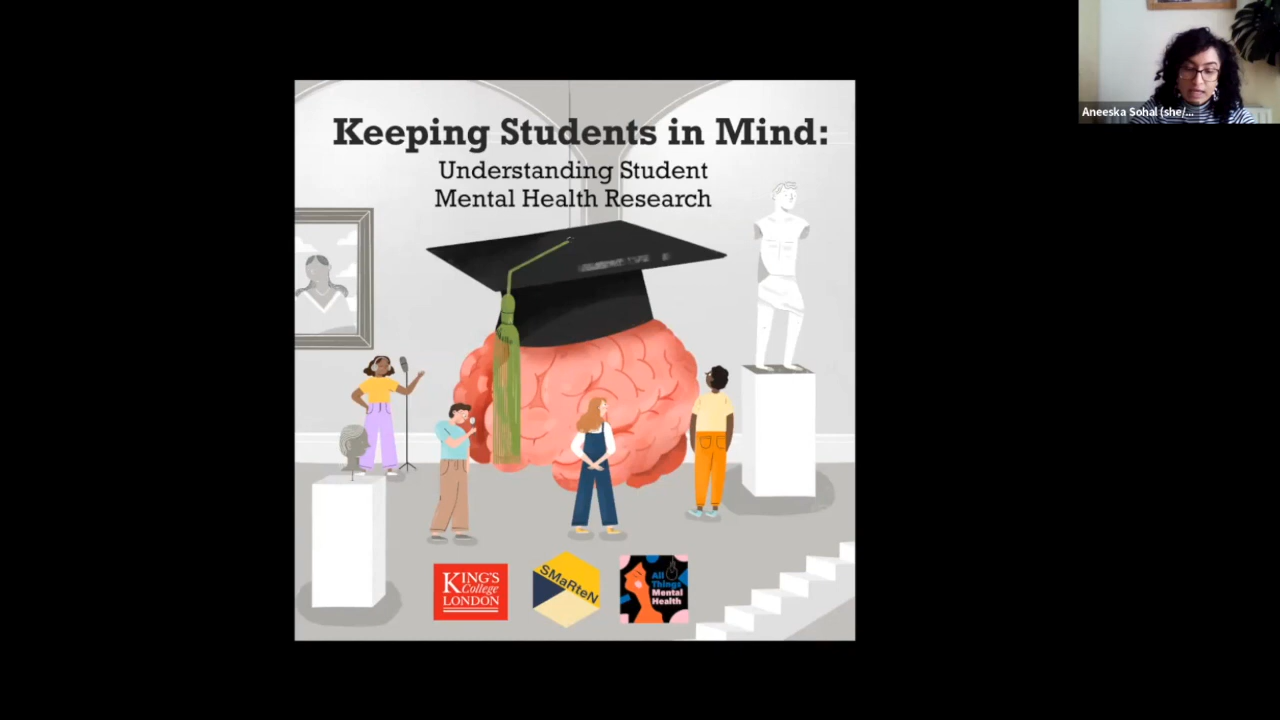 Keeping Students in Mind:
Understanding Student
Mental Health Research
KING'S
College
LONDON
SMaRteN
All
Things
Mental
Health
Aneeska Sohal (she/...